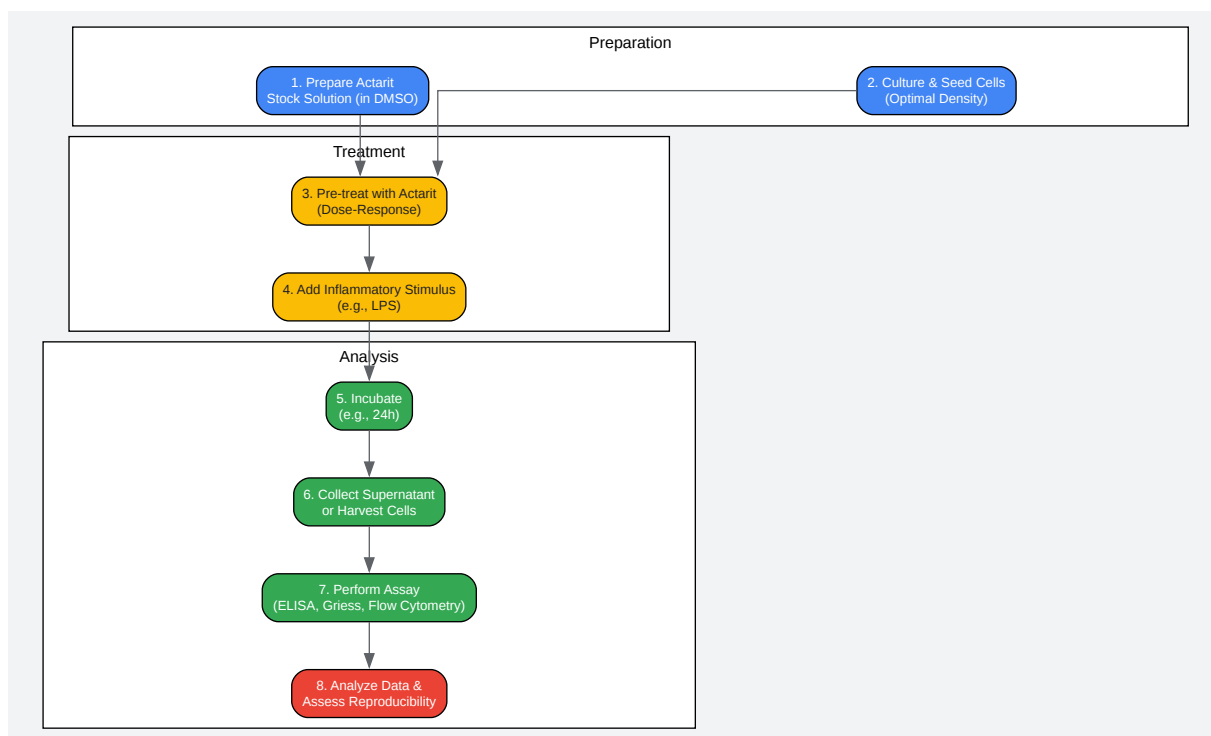 Preparation
1. Prepare Actarit
Stock Solution (in DMSO)
2. Culture & Seed Cells
(Optimal Density)
Treatment
3. Pre-treat with Actarit
(Dose-Response)
4. Add Inflammatory Stimulus
(e.g., LPS)
Analysis
5. Incubate
(e.g., 24h)
6. Collect Supernatant
or Harvest Cells
7. Perform Assay
(ELISA, Griess, Flow Cytometry)
8. Analyze Data &
Assess Reproducibility